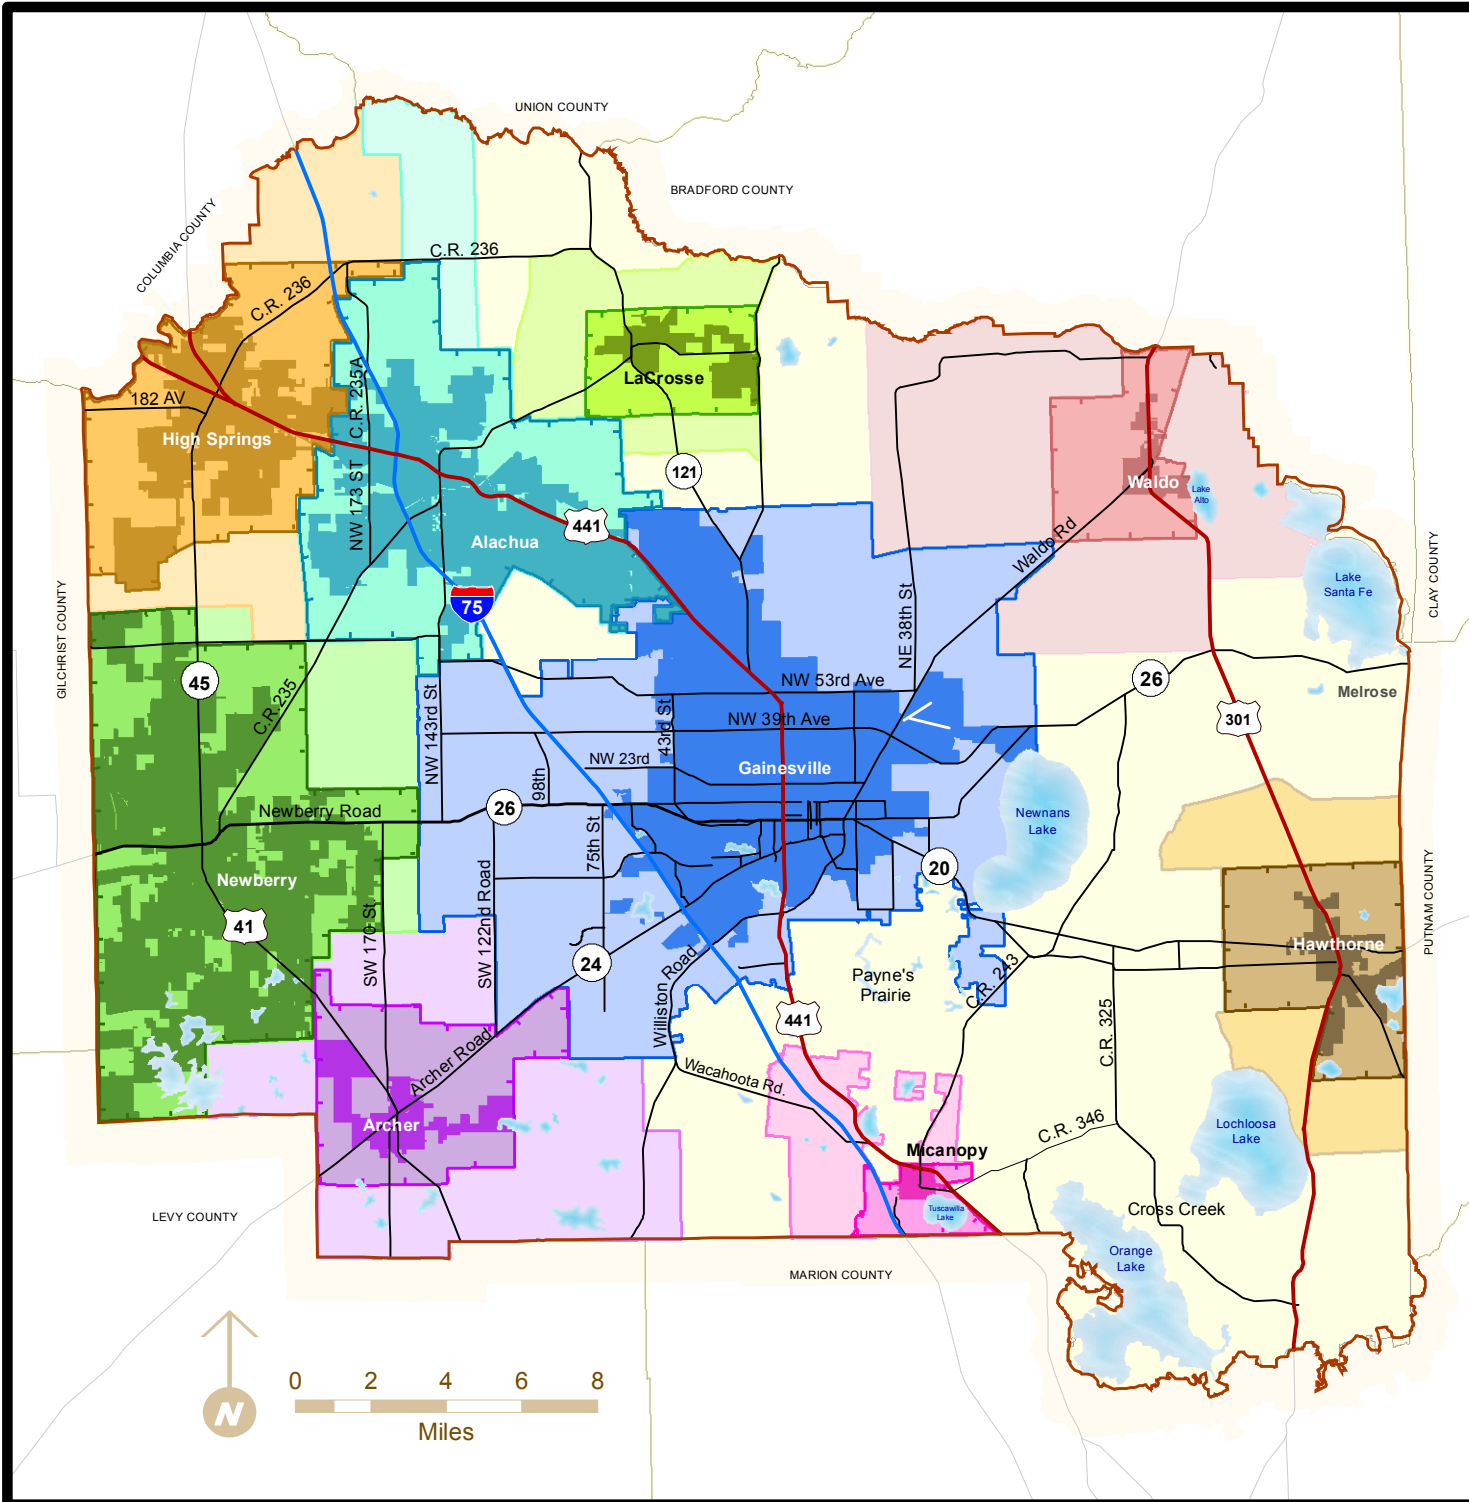 UNION COUNTY
BRADFORD COUNTY
COLUMBIA COUNTY
C.R. 236
C.R. 236
182 AV
High Springs
C.R. 235A
NW 173 ST
LaCrosse
121
441
Alachua
75
Waldo
Lake
Alto
Waldo Rd
NE 38th St
Lake
Santa Fe
CLAY COUNTY
GILCHRIST COUNTY
45
C.R.235
NW 143rd St
43rd St
NW 53rd Ave
NW 39th Ave
NW 23rd
98th
Gainesville
26
301
Melrose
Newberry Road
26
75th St
Newnans
Lake
20
Newberry
41
SW 170 St.
SW 122nd Road
24
Williston Road
Payne's
Prairie
C.R. 243
Hawthorne
PUTNAM COUNTY
441
C.R. 325
Archer Road
Archer
Wacahoota Rd.
Micanopy
C.R. 346
Lochloosa
Lake
Tuscawilla
Lake
Cross Creek
Orange
Lake
LEVY COUNTY
MARION COUNTY
N
0 2 4 6 8
Miles